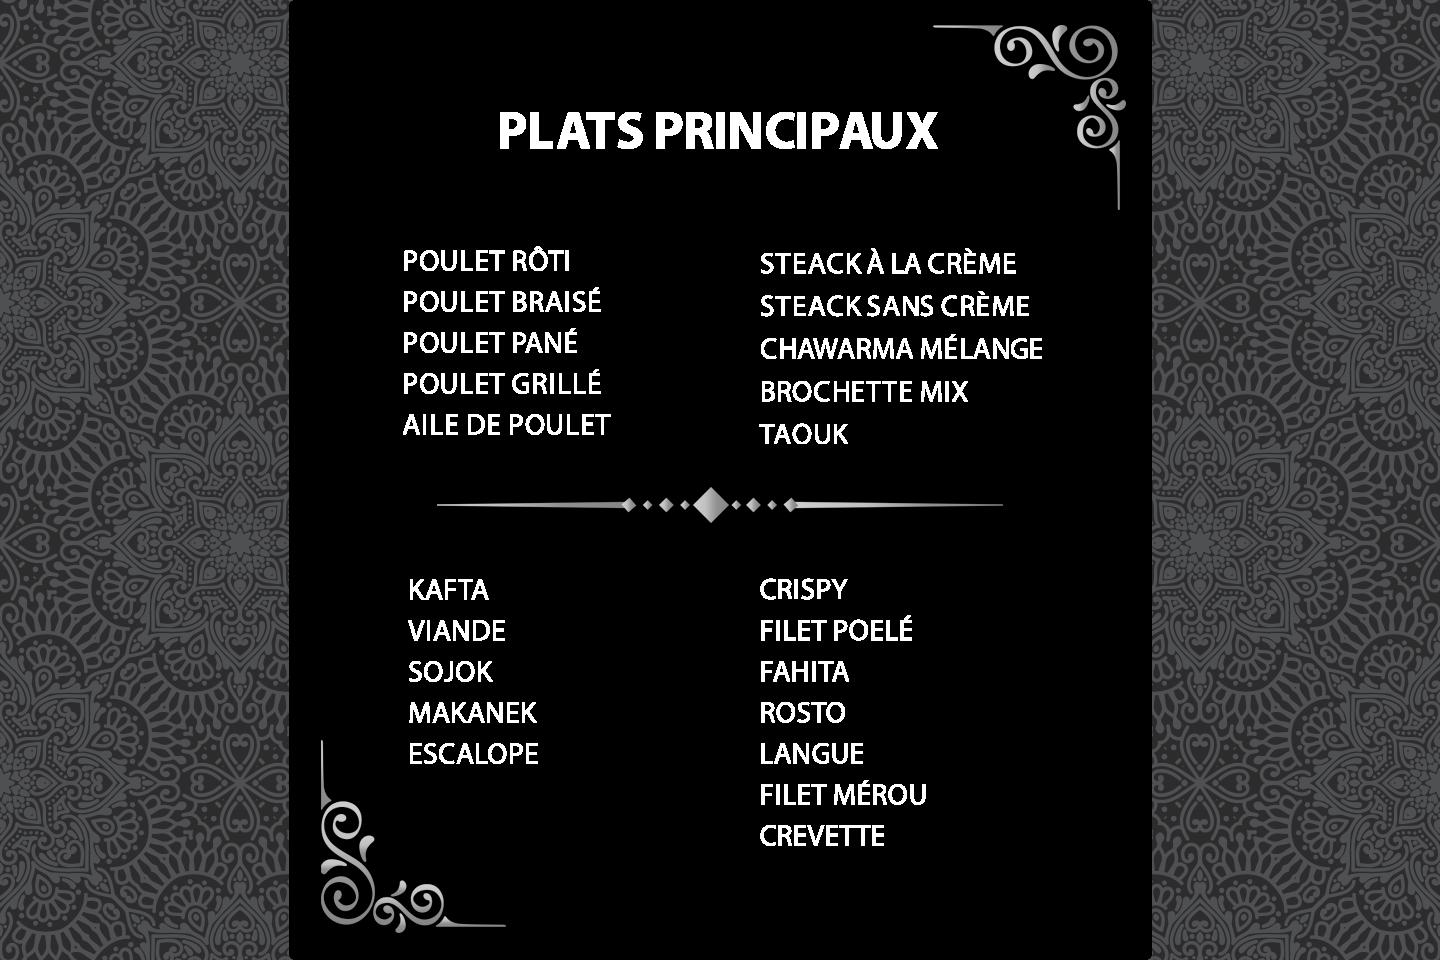 PLATS PRINCIPAUX
POULET RÔTI
POULET BRAISÉ
POULET PANÉ
POULET GRILLÉ
AILE DE POULET
STEACK À LA CRÈME
STEACK SANS CRÈME
CHAWARMA MÉLANGE
BROCHETTE MIX
TAOUK
KAFTA
VIANDE
SOJOK
MAKANEK
ESCALOPE
CRISPY
FILET POELÉ
FAHITA
ROSTO
LANGUE
FILET MÉROU
CREVETTE